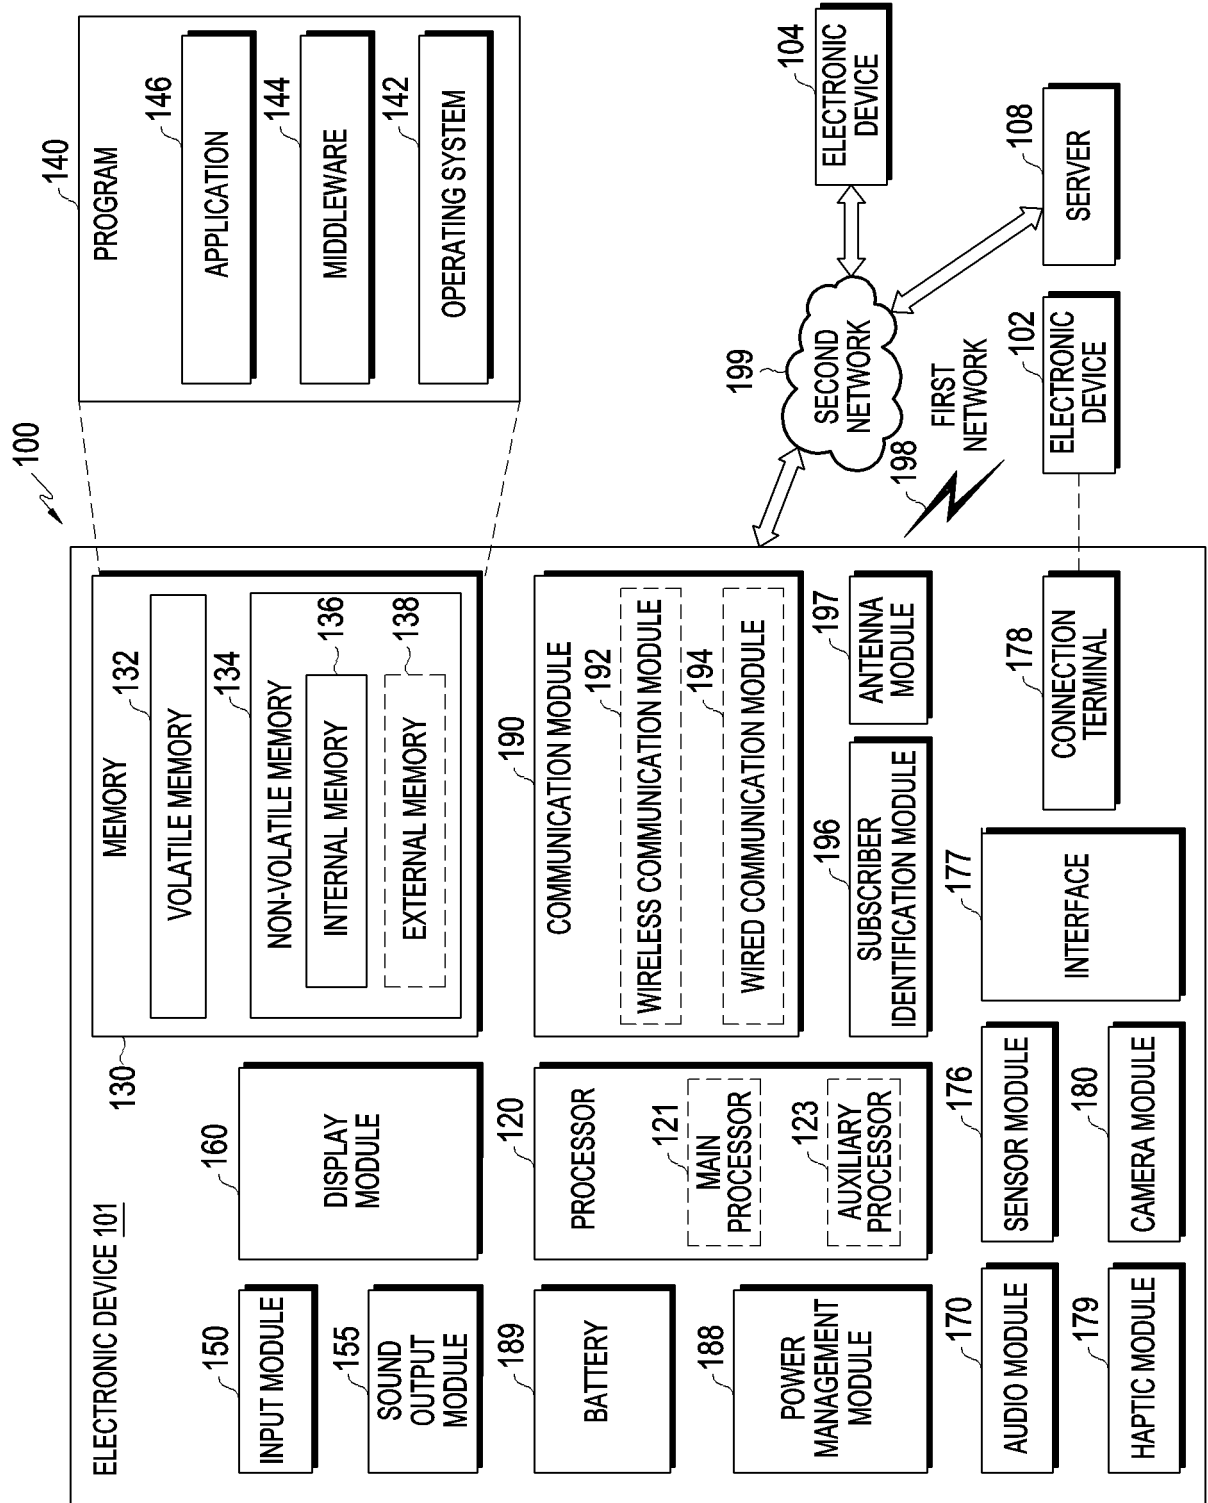 100
ELECTRONIC DEVICE 101
150
INPUT MODULE
155
SOUND
OUTPUT
MODULE
189
BATTERY
188
POWER
MANAGEMENT
MODULE
170
AUDIO MODULE
179
HAPTIC MODULE
160
DISPLAY
MODULE
120
PROCESSOR
121
MAIN
PROCESSOR
123
AUXILIARY
PROCESSOR
176
SENSOR MODULE
180
CAMERA MODULE
130
MEMORY
132
VOLATILE MEMORY
134
NON-VOLATILE MEMORY
136
INTERNAL MEMORY
138
EXTERNAL MEMORY
190
COMMUNICATION MODULE
192
WIRELESS COMMUNICATION MODULE
194
WIRED COMMUNICATION MODULE
196
SUBSCRIBER
IDENTIFICATION MODULE
197
ANTENNA
MODULE
177
INTERFACE
178
CONNECTION
TERMINAL
140
PROGRAM
146
APPLICATION
144
MIDDLEWARE
142
OPERATING SYSTEM
199
SECOND
NETWORK
198
FIRST
NETWORK
104
ELECTRONIC
DEVICE
108
SERVER
102
ELECTRONIC
DEVICE